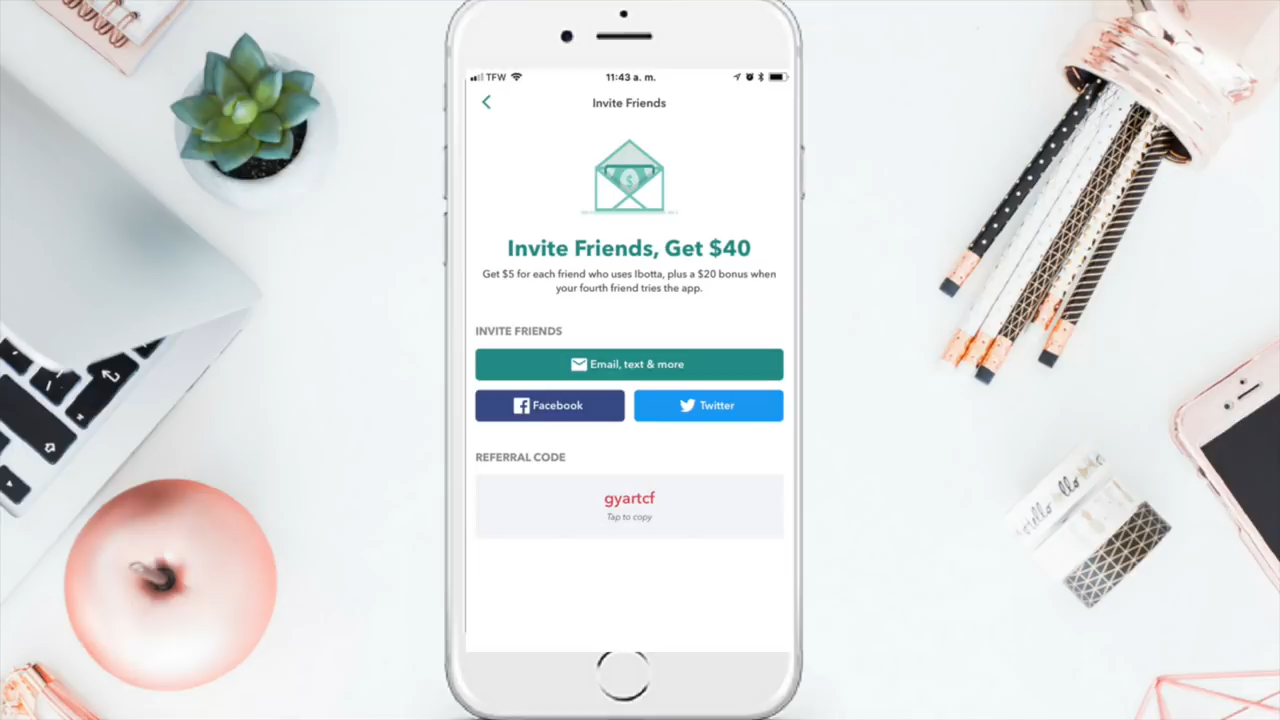 TFW
11:43 a. m.
Invite Friends
$
Invite Friends, Get $40
Get $5 for each friend who uses Ibotta, plus a $20 bonus when
your fourth friend tries the app.
INVITE FRIENDS
Email, text & more
Facebook
Twitter
REFERRAL CODE
gyartcf
Tap to copy
Hello